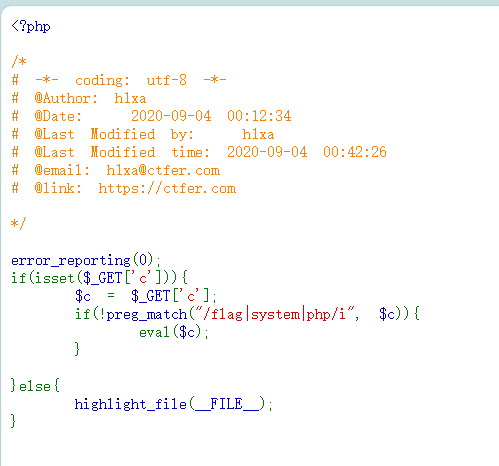 <?php
/*
# -*- coding: utf-8 -*-
# @Author: h1xa
# @Date: 2020-09-04 00:12:34
# @Last Modified by: h1xa
# @Last Modified time: 2020-09-04 00:42:26
# @email: h1xa@ctfer.com
# @link: https://ctfer.com
*/
error_reporting(0);
if(isset($_GET['c'])){
$c = $_GET['c'];
if(!preg_match("/flag|system|php/i", $c)){
eval($c);
}
}else{
highlight_file(__FILE__);
}